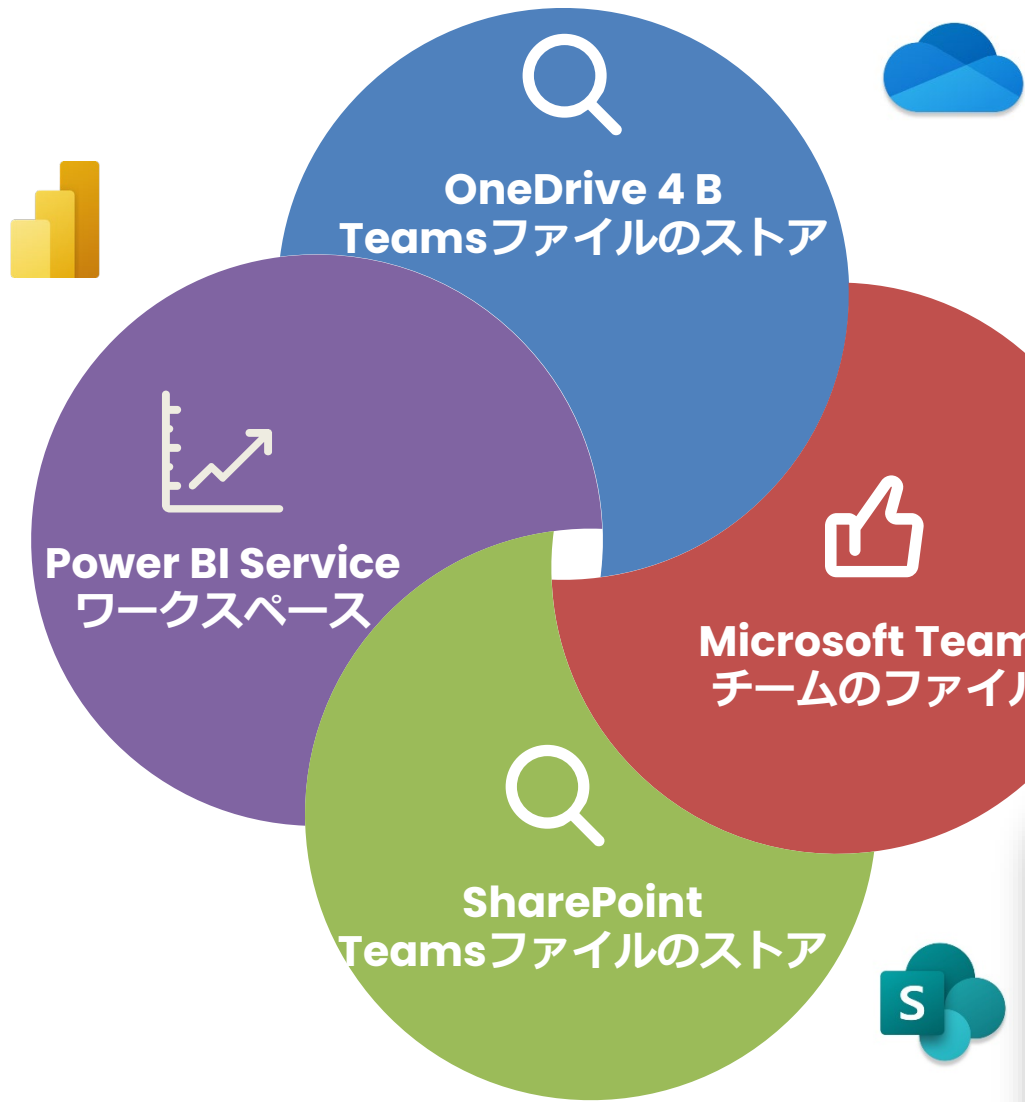 OneDrive 4 B
Teamsファイルのストア
Power BI Service
ワークスペース
Microsoft Team
チームのファイル
SharePoint
Teamsファイルのストア
S